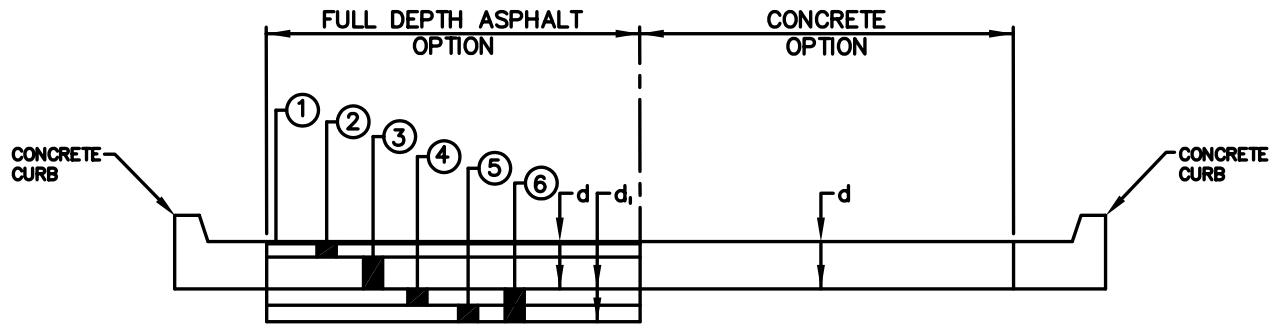 FULL DEPTH ASPHALT
OPTION
CONCRETE
OPTION
1
2
3
4
5
6
d
d₁
d
CONCRETE
CURB
CONCRETE
CURB